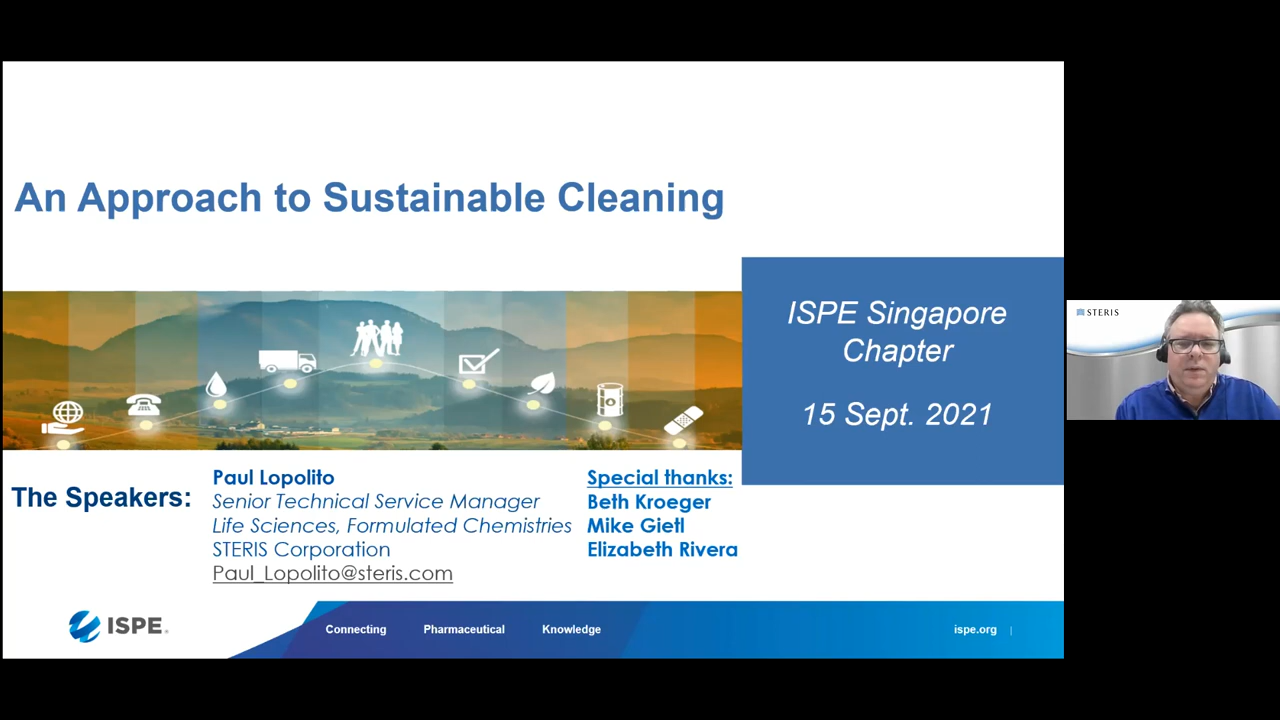 An Approach to Sustainable Cleaning
ISPE Singapore
Chapter
15 Sept. 2021
STERIS
The Speakers:
Paul Lopolito
Senior Technical Service Manager
Life Sciences, Formulated Chemistries
STERIS Corporation
Paul_Lopolito@steris.com
Special thanks:
Beth Kroeger
Mike Gietl
Elizabeth Rivera
ISPE
Connecting Pharmaceutical Knowledge
ispe.org |